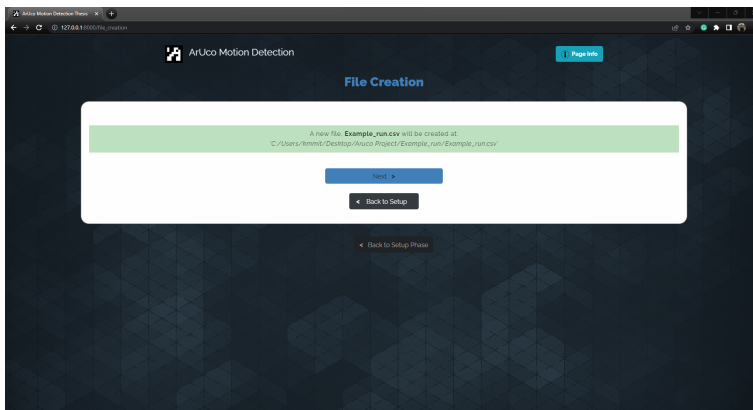 ArUco Motion Detection Thesis
127.0.0.1:8000/file_creation
ArUco Motion Detection
i Page Info
File Creation
A new file, Example_run.csv will be created at:
C:/Users/kmmit/Desktop/Aruco Project/Example_run/Example_run.csv
Next >
< Back to Setup
< Back to Setup Phase